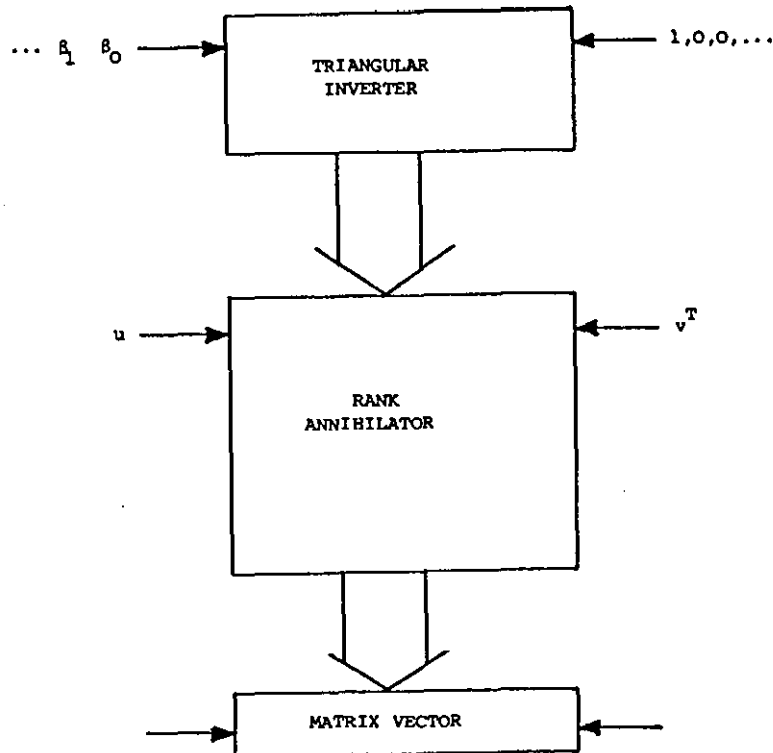 ... β₁ β₀
1,0,0,...
TRIANGULAR
INVERTER
u
vᵀ
RANK
ANNIHILATOR
MATRIX VECTOR